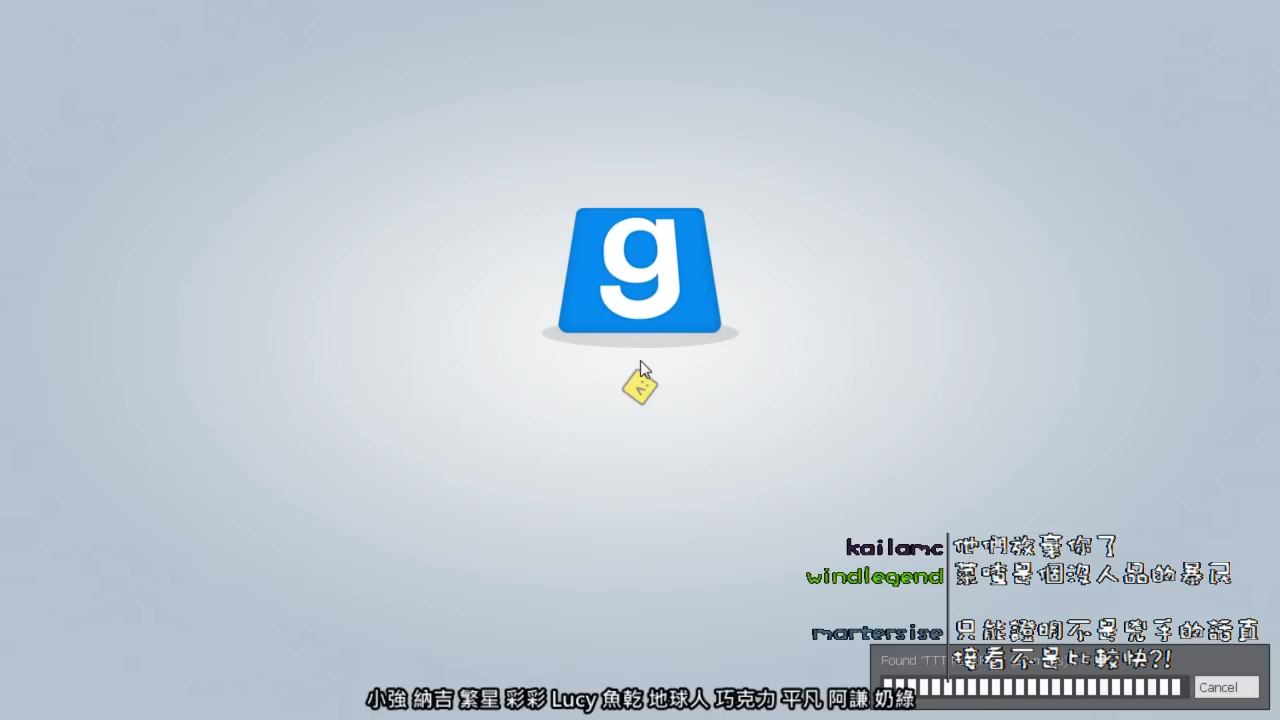 g
kailamc 他們放棄你了
windlegend 菜喳是個沒人品的暴民
martersise 只能證明不是兇手的話直
接看不是比較快?!
Found 'TTT
Cancel
小強 納吉 繁星 彩彩 Lucy 魚乾 地球人 巧克力 平凡 阿謙 奶綠